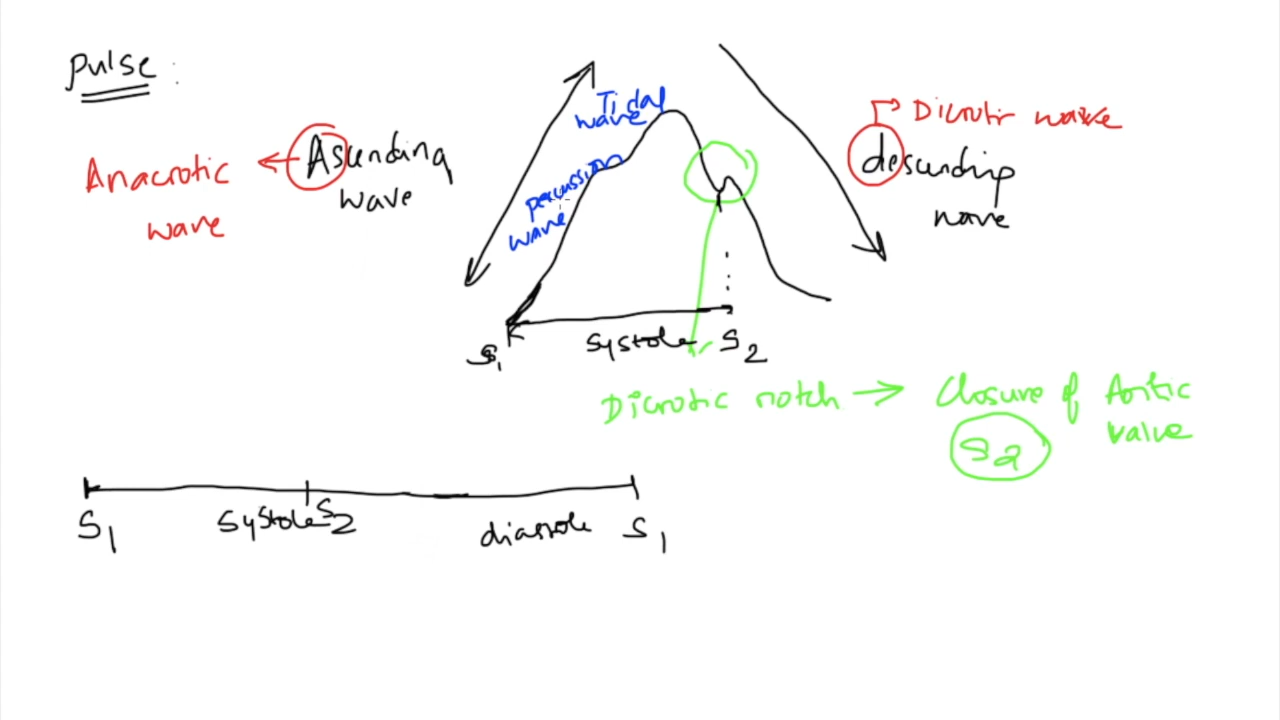 Pulse :
Tidal
wave
Dicrotic wave
Ascending
wave
Anacrotic
wave
percussion
wave
descending
wave
S1
Systole
S2
Dicrotic notch → Closure of Aortic
valve
S2
S1
Systole
S2
diastole
S1